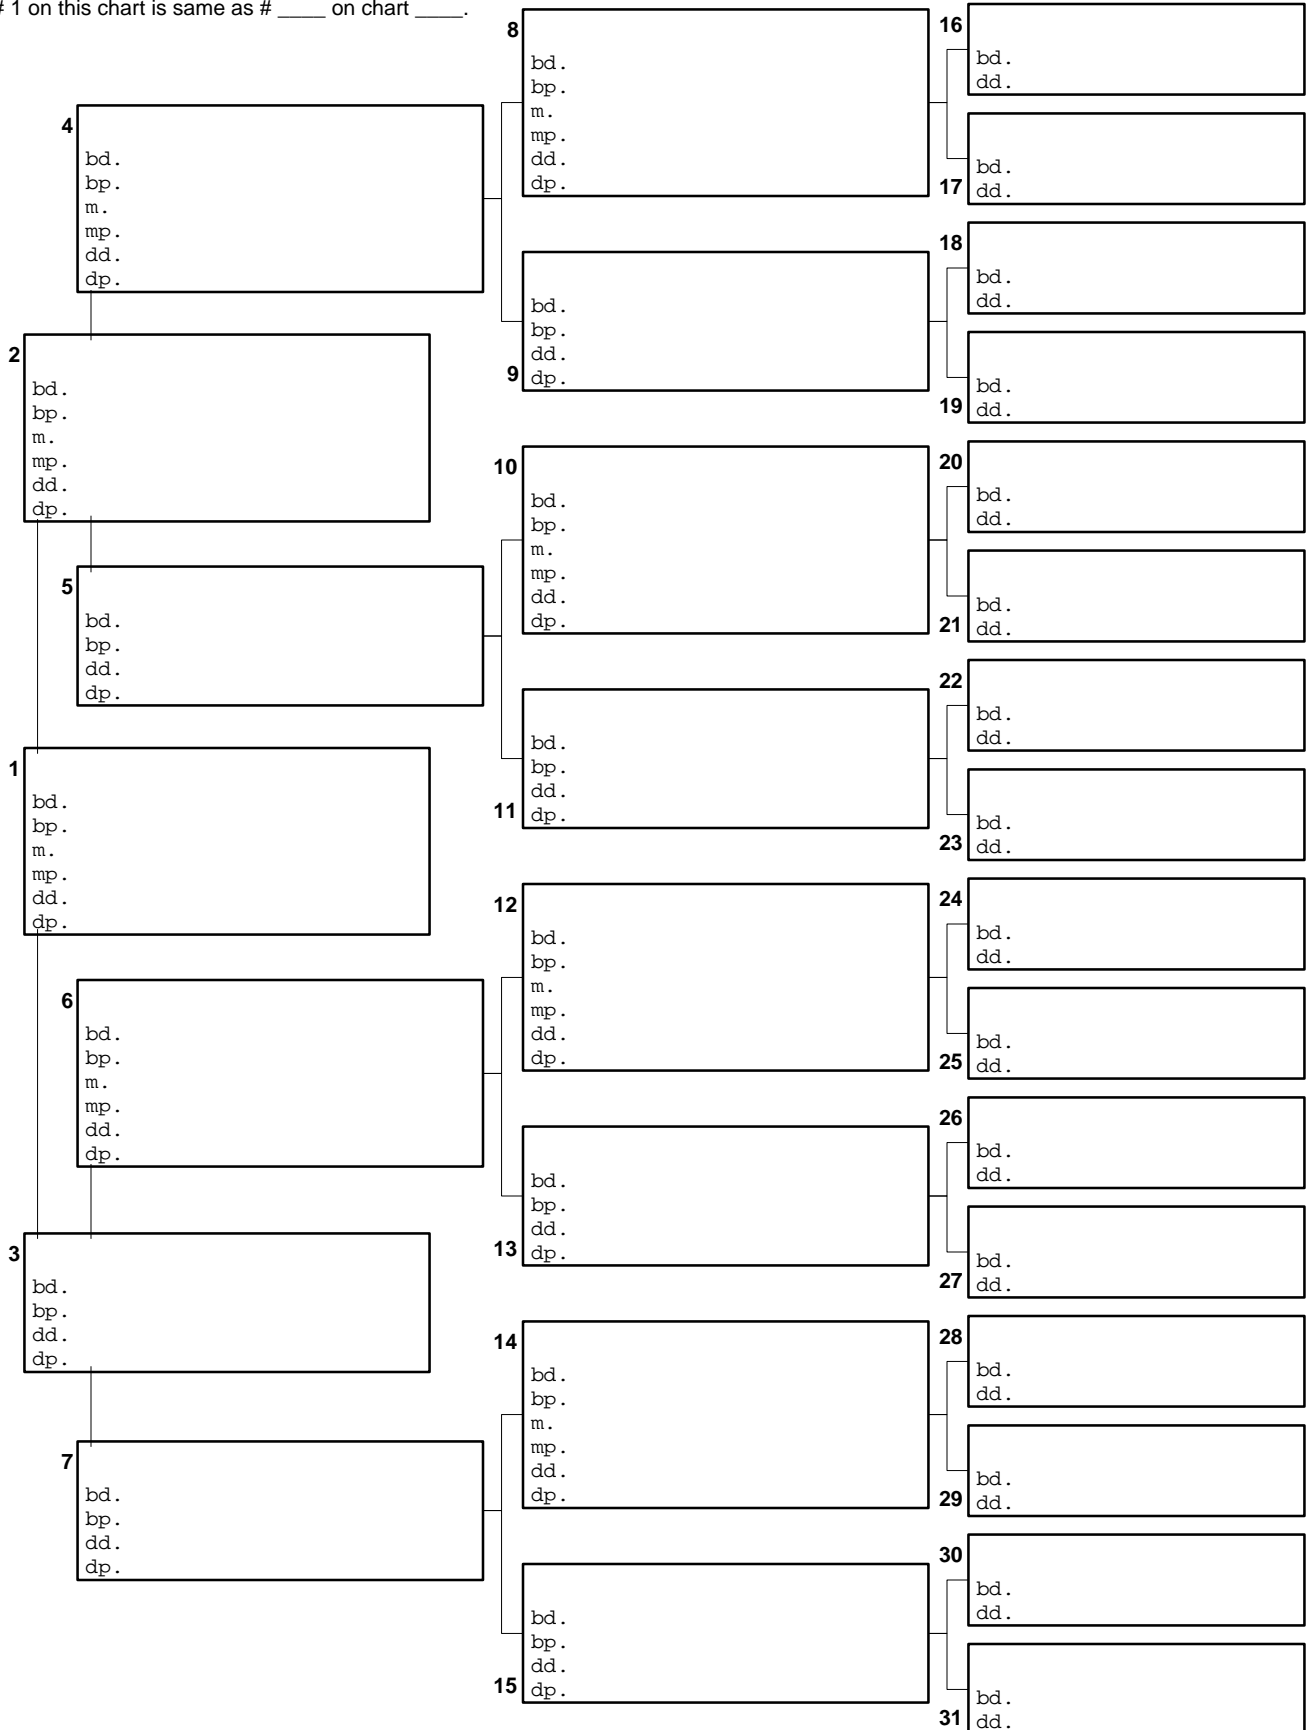 # 1 on this chart is same as # ____ on chart ____.
4
bd.
bp.
m.
mp.
dd.
dp.
2
bd.
bp.
m.
mp.
dd.
dp.
5
bd.
bp.
dd.
dp.
1
bd.
bp.
m.
mp.
dd.
dp.
6
bd.
bp.
m.
mp.
dd.
dp.
3
bd.
bp.
dd.
dp.
7
bd.
bp.
dd.
dp.
8
bd.
bp.
m.
mp.
dd.
dp.
bd.
bp.
dd.
9 dp.
10
bd.
bp.
m.
mp.
dd.
dp.
bd.
bp.
dd.
11 dp.
12
bd.
bp.
m.
mp.
dd.
dp.
bd.
bp.
dd.
13 dp.
14
bd.
bp.
m.
mp.
dd.
dp.
bd.
bp.
dd.
15 dp.
16
bd.
dd.
bd.
17 dd.
18
bd.
dd.
bd.
19 dd.
20
bd.
dd.
bd.
21 dd.
22
bd.
dd.
bd.
23 dd.
24
bd.
dd.
bd.
25 dd.
26
bd.
dd.
bd.
27 dd.
28
bd.
dd.
bd.
29 dd.
30
bd.
dd.
bd.
31 dd.